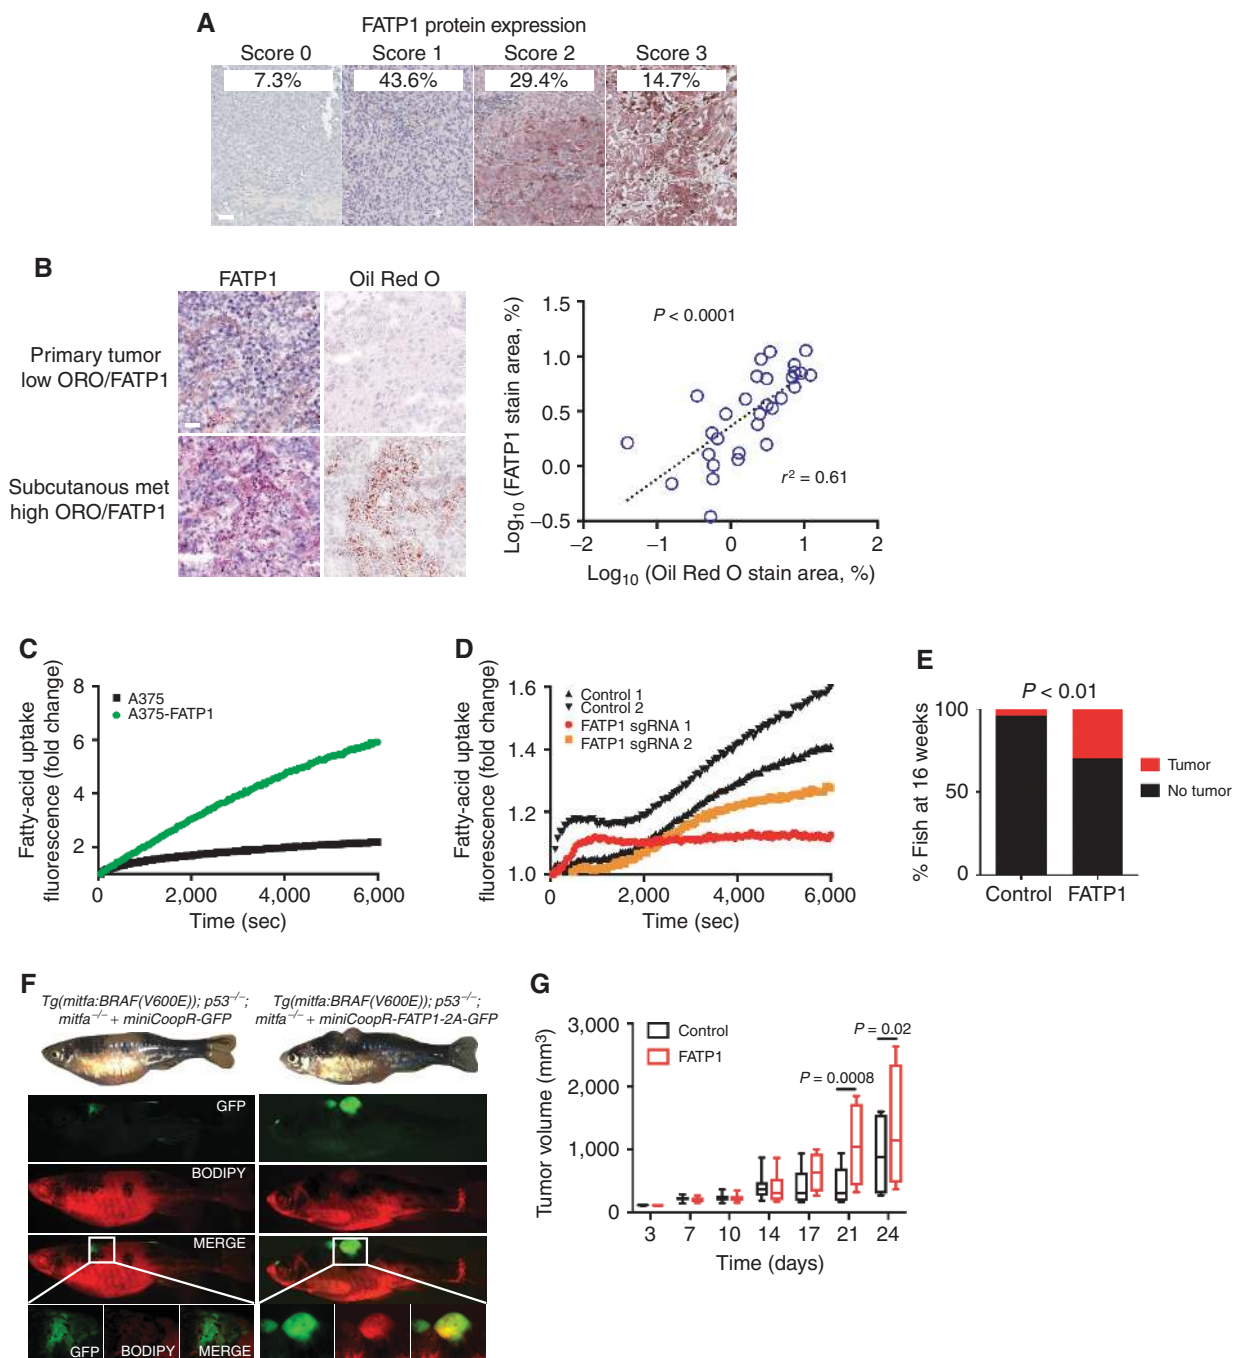 A
FATP1 protein expression
Score 0 Score 1 Score 2 Score 3
7.3% 43.6% 29.4% 14.7%
B
FATP1 Oil Red O
Primary tumor
low ORO/FATP1
Subcutanous met
high ORO/FATP1
Log10 (FATP1 stain area, %)
1.5
1.0
0.5
0.0
−0.5
P < 0.0001
r2 = 0.61
−2 −1 0 1 2
Log10 (Oil Red O stain area, %)
C
Fatty-acid uptake
fluorescence (fold change)
8
6
4
2
A375
A375-FATP1
0 2,000 4,000 6,000
Time (sec)
D
Fatty-acid uptake
fluorescence (fold change)
1.6
1.4
1.2
1.0
Control 1
Control 2
FATP1 sgRNA 1
FATP1 sgRNA 2
0 2,000 4,000 6,000
Time (sec)
E
P < 0.01
% Fish at 16 weeks
100
50
0
Tumor
No tumor
Control FATP1
F
Tg(mitfa:BRAF(V600E)); p53−/−;
mitfa−/− + miniCoopR-GFP
Tg(mitfa:BRAF(V600E)); p53−/−;
mitfa−/− + miniCoopR-FATP1-2A-GFP
GFP
BODIPY
MERGE
GFP BODIPY MERGE
G
Tumor volume (mm3)
3,000
2,000
1,000
0
Control
FATP1
P = 0.02
P = 0.0008
3 7 10 14 17 21 24
Time (days)